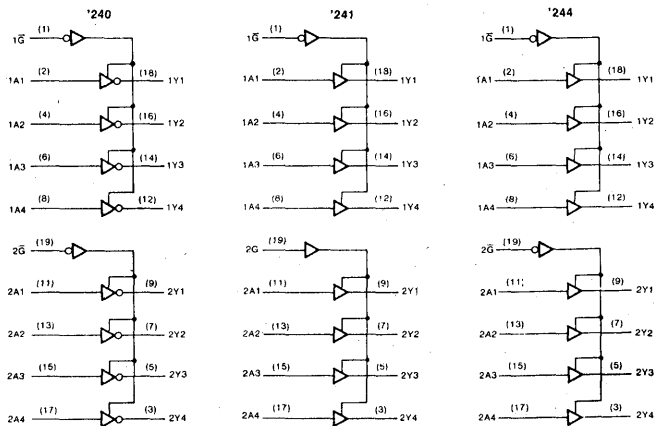 '240 '241 '244
1G̅ (1) 1G̅ (1) 1G̅ (1)
1A1 (2) (18) 1Y1 1A1 (2) (18) 1Y1 1A1 (2) (18) 1Y1
1A2 (4) (16) 1Y2 1A2 (4) (16) 1Y2 1A2 (4) (16) 1Y2
1A3 (6) (14) 1Y3 1A3 (6) (14) 1Y3 1A3 (6) (14) 1Y3
1A4 (8) (12) 1Y4 1A4 (8) (12) 1Y4 1A4 (8) (12) 1Y4
2G̅ (19) 2G (19) 2G̅ (19)
2A1 (11) (9) 2Y1 2A1 (11) (9) 2Y1 2A1 (11) (9) 2Y1
2A2 (13) (7) 2Y2 2A2 (13) (7) 2Y2 2A2 (13) (7) 2Y2
2A3 (15) (5) 2Y3 2A3 (15) (5) 2Y3 2A3 (15) (5) 2Y3
2A4 (17) (3) 2Y4 2A4 (17) (3) 2Y4 2A4 (17) (3) 2Y4